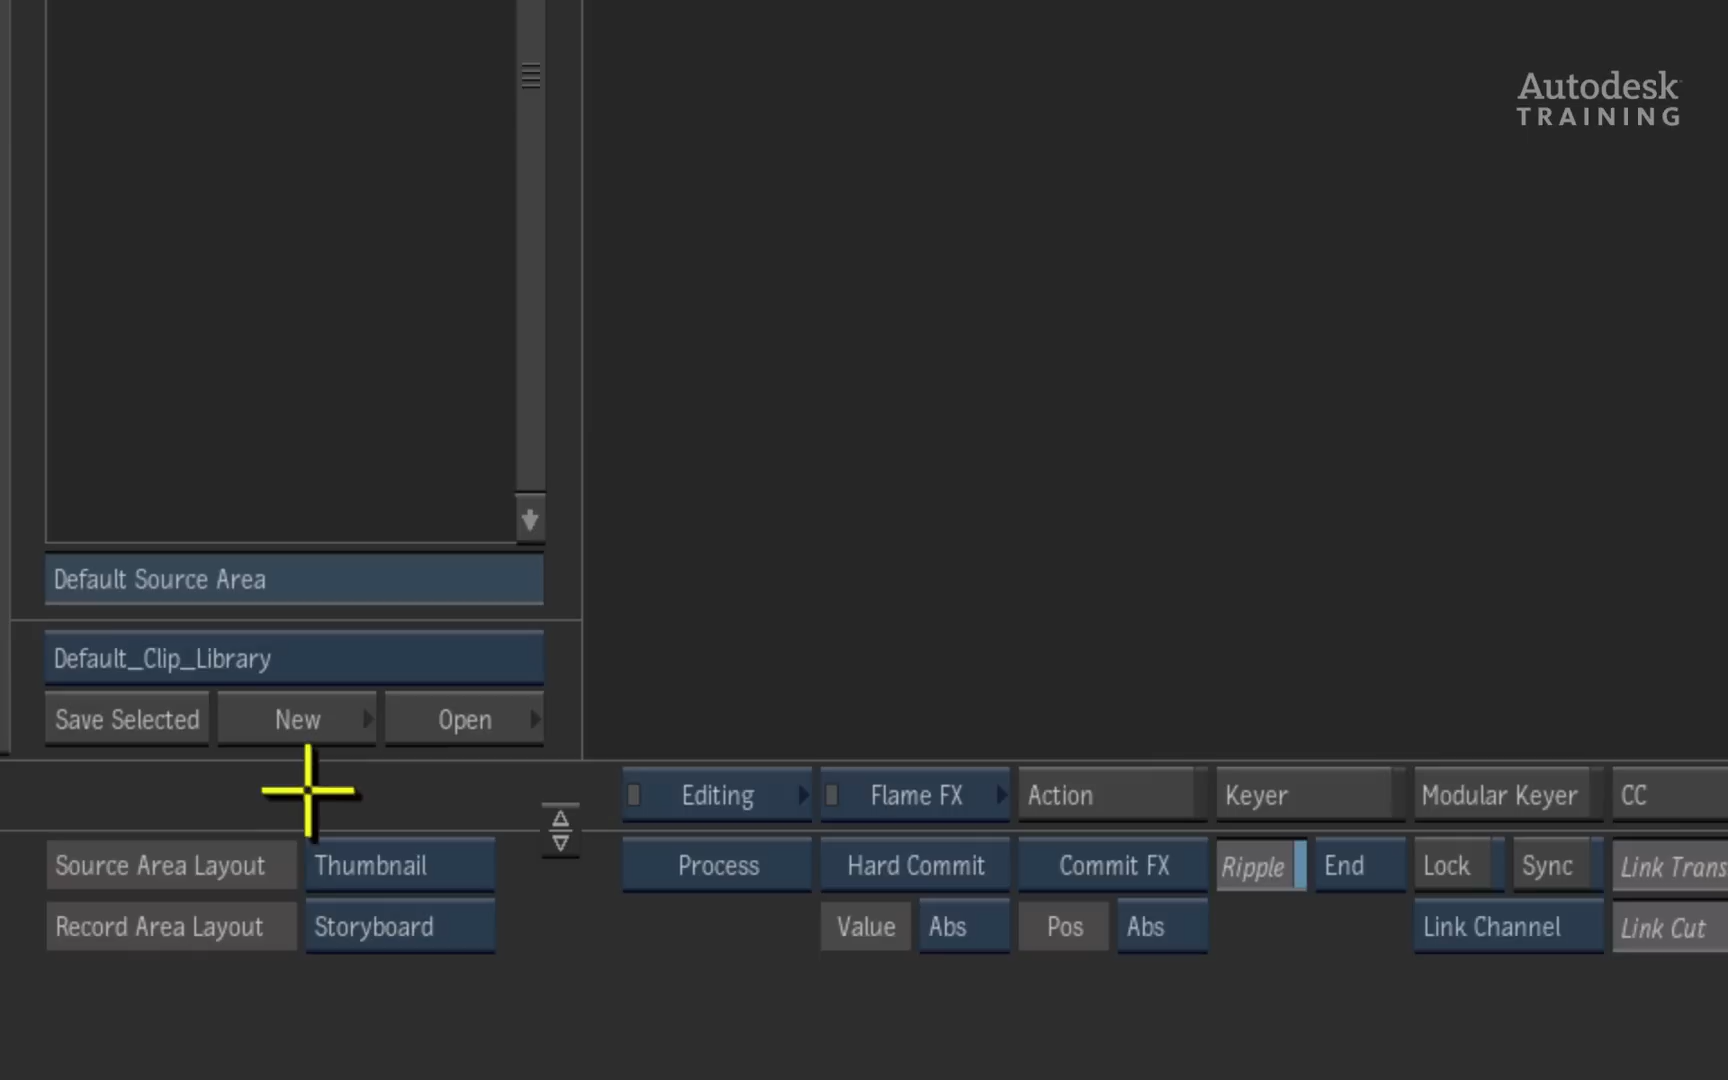 Autodesk
TRAINING
Default Source Area
Default_Clip_Library
Save Selected New Open
Editing Flame FX Action Keyer Modular Keyer CC
Source Area Layout Thumbnail Process Hard Commit Commit FX Ripple End Lock Sync Link Trans
Record Area Layout Storyboard Value Abs Pos Abs Link Channel Link Cut